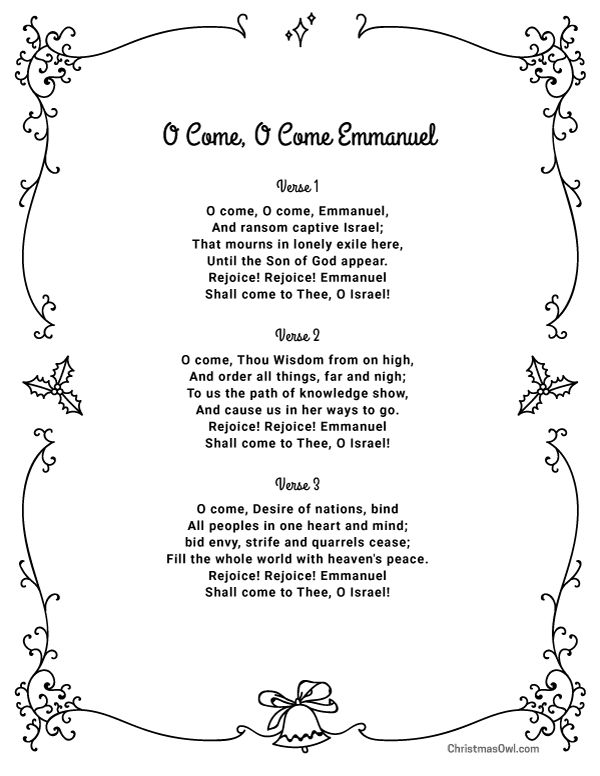 O Come, O Come Emmanuel
Verse 1
O come, O come, Emmanuel,
And ransom captive Israel;
That mourns in lonely exile here,
Until the Son of God appear.
Rejoice! Rejoice! Emmanuel
Shall come to Thee, O Israel!
Verse 2
O come, Thou Wisdom from on high,
And order all things, far and nigh;
To us the path of knowledge show,
And cause us in her ways to go.
Rejoice! Rejoice! Emmanuel
Shall come to Thee, O Israel!
Verse 3
O come, Desire of nations, bind
All peoples in one heart and mind;
bid envy, strife and quarrels cease;
Fill the whole world with heaven's peace.
Rejoice! Rejoice! Emmanuel
Shall come to Thee, O Israel!
ChristmasOwl.com